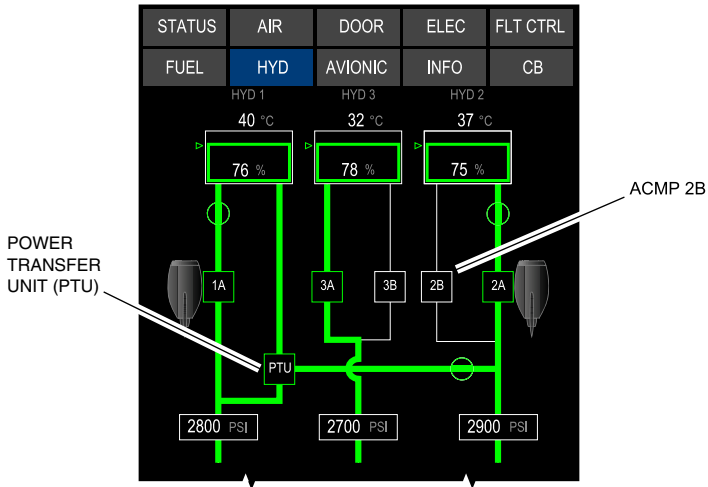 STATUS AIR DOOR ELEC FLT CTRL
FUEL HYD AVIONIC INFO CB
HYD 1 HYD 3 HYD 2
40 °C 32 °C 37 °C
76 % 78 % 75 %
ACMP 2B
POWER
TRANSFER
UNIT (PTU)
1A 3A 3B 2B 2A
PTU
2800 PSI 2700 PSI 2900 PSI